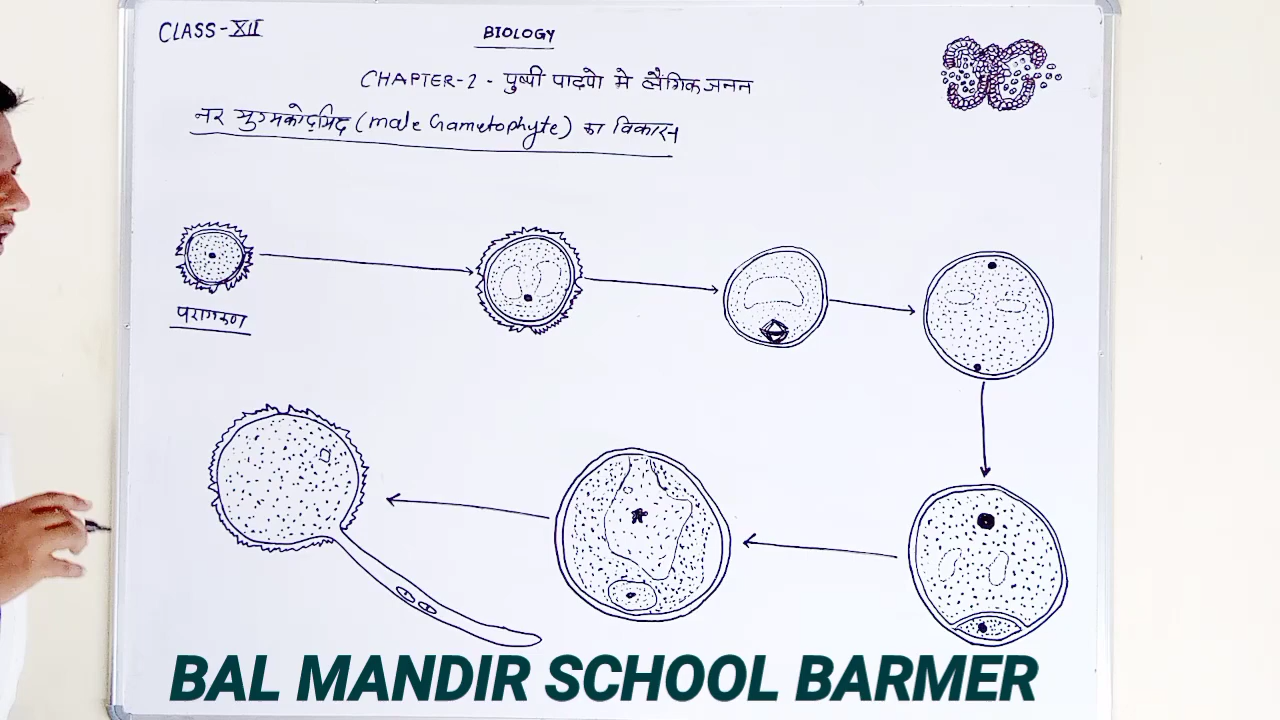 CLASS-XII
BIOLOGY
CHAPTER-2 - पुष्पी पादपो मे लैंगिक जनन
नर युग्मकोद्भिद (male Gametophyte) का विकास
परागकण
BAL MANDIR SCHOOL BARMER